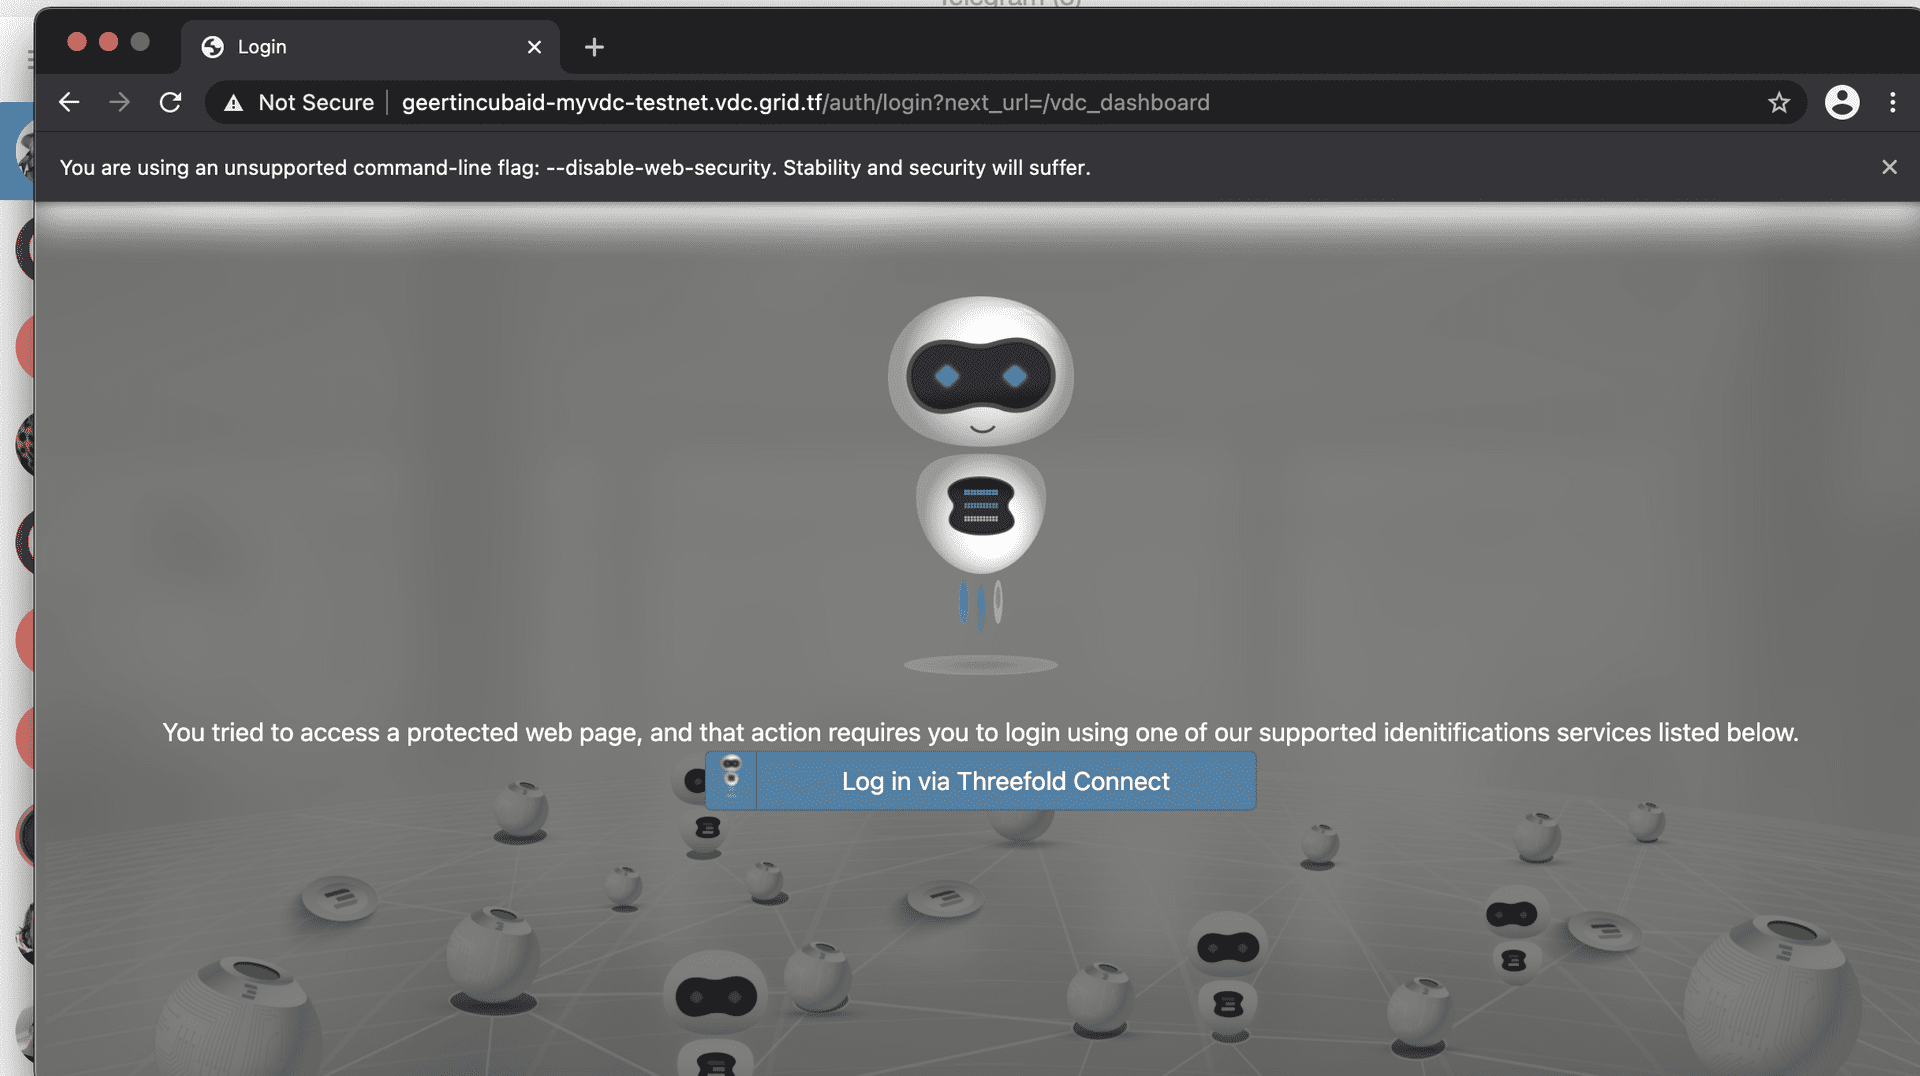 Telegram (8)
Login
Not Secure
geertincubaid-myvdc-testnet.vdc.grid.tf/auth/login?next_url=/vdc_dashboard
You are using an unsupported command-line flag: --disable-web-security. Stability and security will suffer.
You tried to access a protected web page, and that action requires you to login using one of our supported idenitifications services listed below.
Log in via Threefold Connect